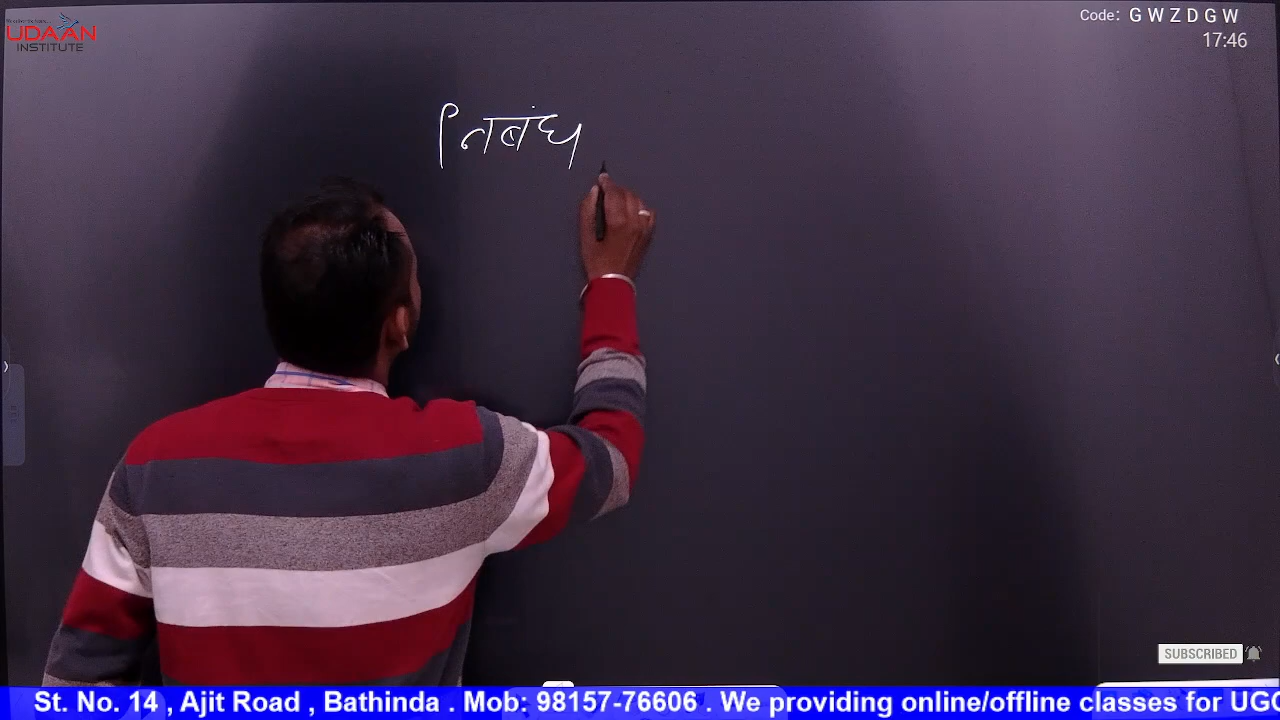 UDAAN
INSTITUTE
Code: G W Z D G W
17:46
निबंध
SUBSCRIBED
St. No. 14 , Ajit Road , Bathinda . Mob: 98157-76606 . We providing online/offline classes for UGC